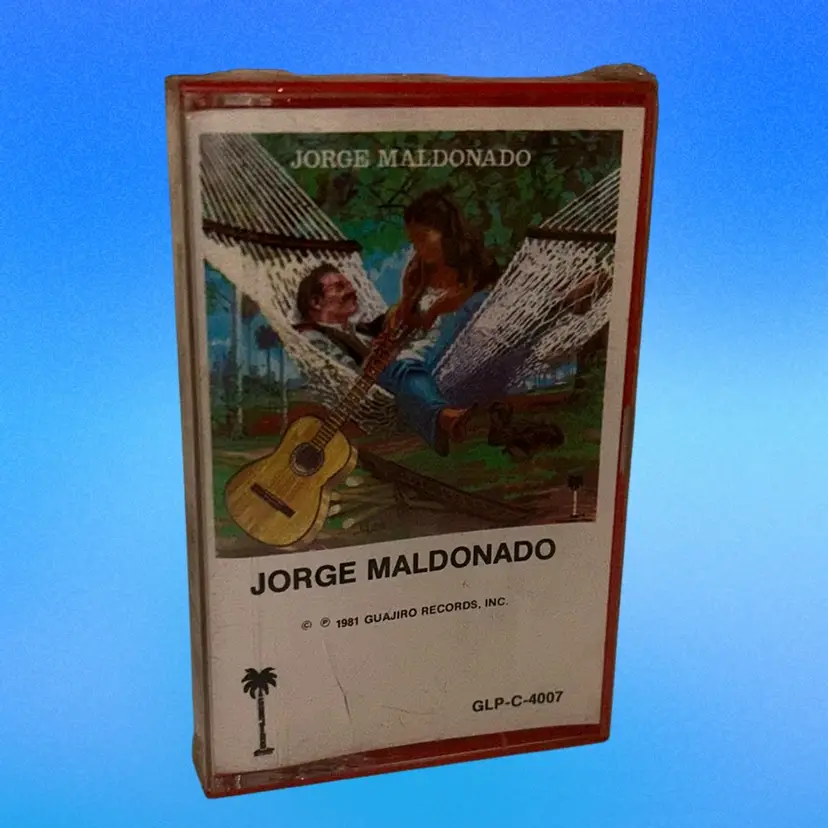 JORGE MALDONADO
JORGE MALDONADO
© ℗ 1981 GUAJIRO RECORDS, INC.
GLP-C-4007